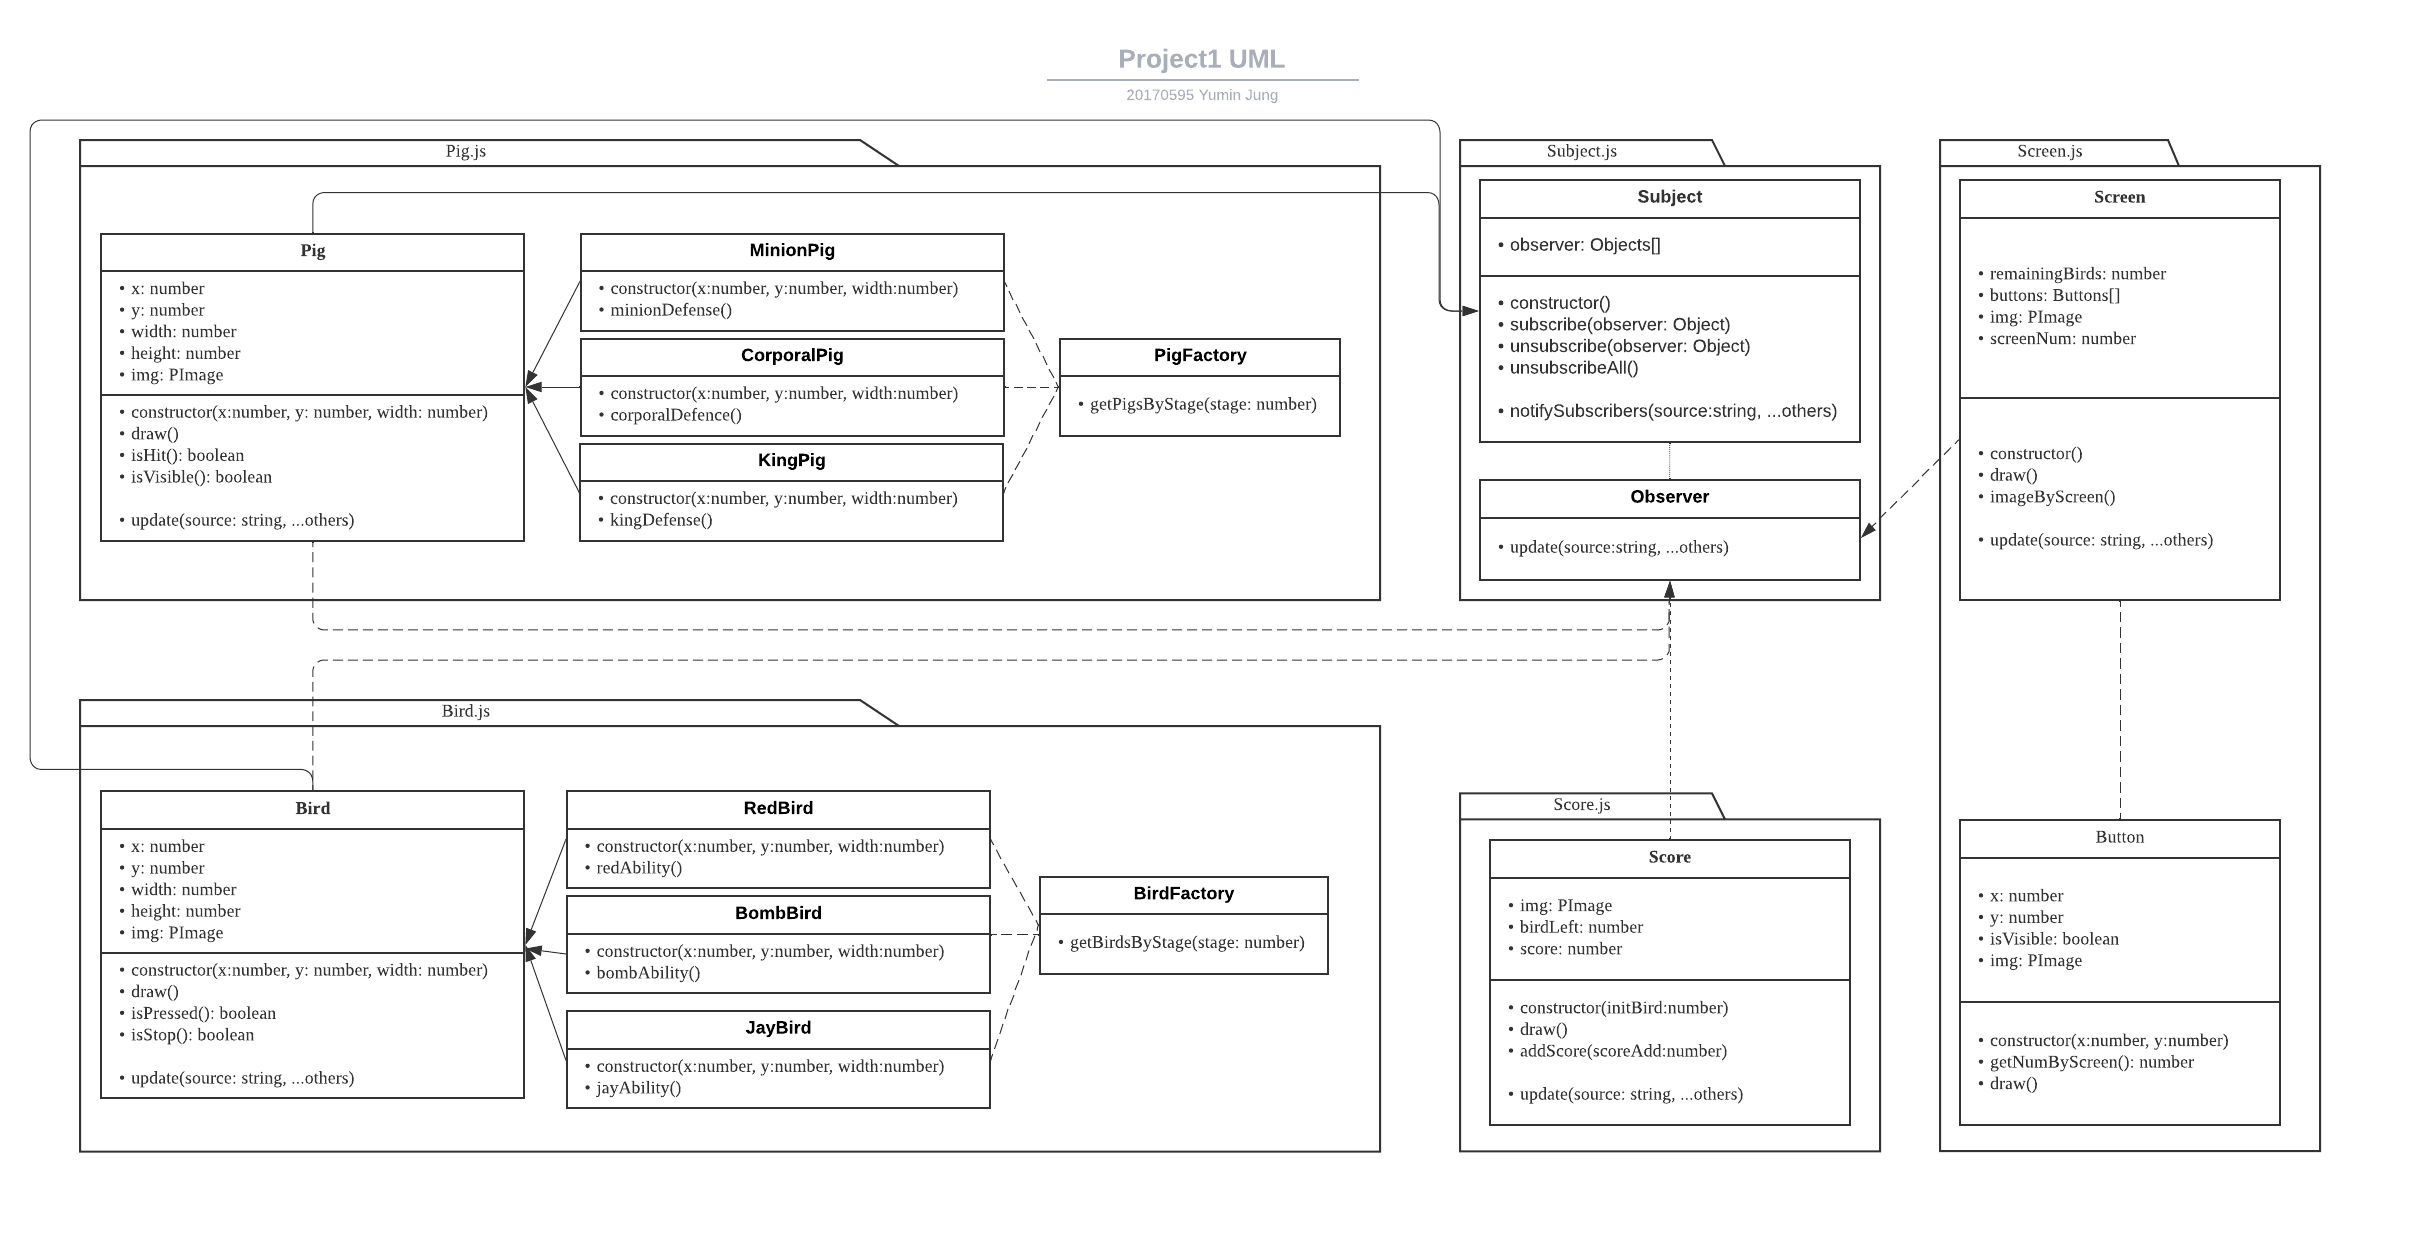 Project1 UML
20170595 Yumin Jung
Pig.js
Pig
• x: number
• y: number
• width: number
• height: number
• img: PImage
• constructor(x:number, y: number, width: number)
• draw()
• isHit(): boolean
• isVisible(): boolean
• update(source: string, ...others)
MinionPig
• constructor(x:number, y:number, width:number)
• minionDefense()
CorporalPig
• constructor(x:number, y:number, width:number)
• corporalDefence()
KingPig
• constructor(x:number, y:number, width:number)
• kingDefense()
PigFactory
• getPigsByStage(stage: number)
Subject.js
Subject
• observer: Objects[]
• constructor()
• subscribe(observer: Object)
• unsubscribe(observer: Object)
• unsubscribeAll()
• notifySubscribers(source:string, ...others)
Observer
• update(source:string, ...others)
Screen.js
Screen
• remainingBirds: number
• buttons: Buttons[]
• img: PImage
• screenNum: number
• constructor()
• draw()
• imageByScreen()
• update(source: string, ...others)
Bird.js
Bird
• x: number
• y: number
• width: number
• height: number
• img: PImage
• constructor(x:number, y: number, width: number)
• draw()
• isPressed(): boolean
• isStop(): boolean
• update(source: string, ...others)
RedBird
• constructor(x:number, y:number, width:number)
• redAbility()
BombBird
• constructor(x:number, y:number, width:number)
• bombAbility()
JayBird
• constructor(x:number, y:number, width:number)
• jayAbility()
BirdFactory
• getBirdsByStage(stage: number)
Score.js
Score
• img: PImage
• birdLeft: number
• score: number
• constructor(initBird:number)
• draw()
• addScore(scoreAdd:number)
• update(source: string, ...others)
Button
• x: number
• y: number
• isVisible: boolean
• img: PImage
• constructor(x:number, y:number)
• getNumByScreen(): number
• draw()